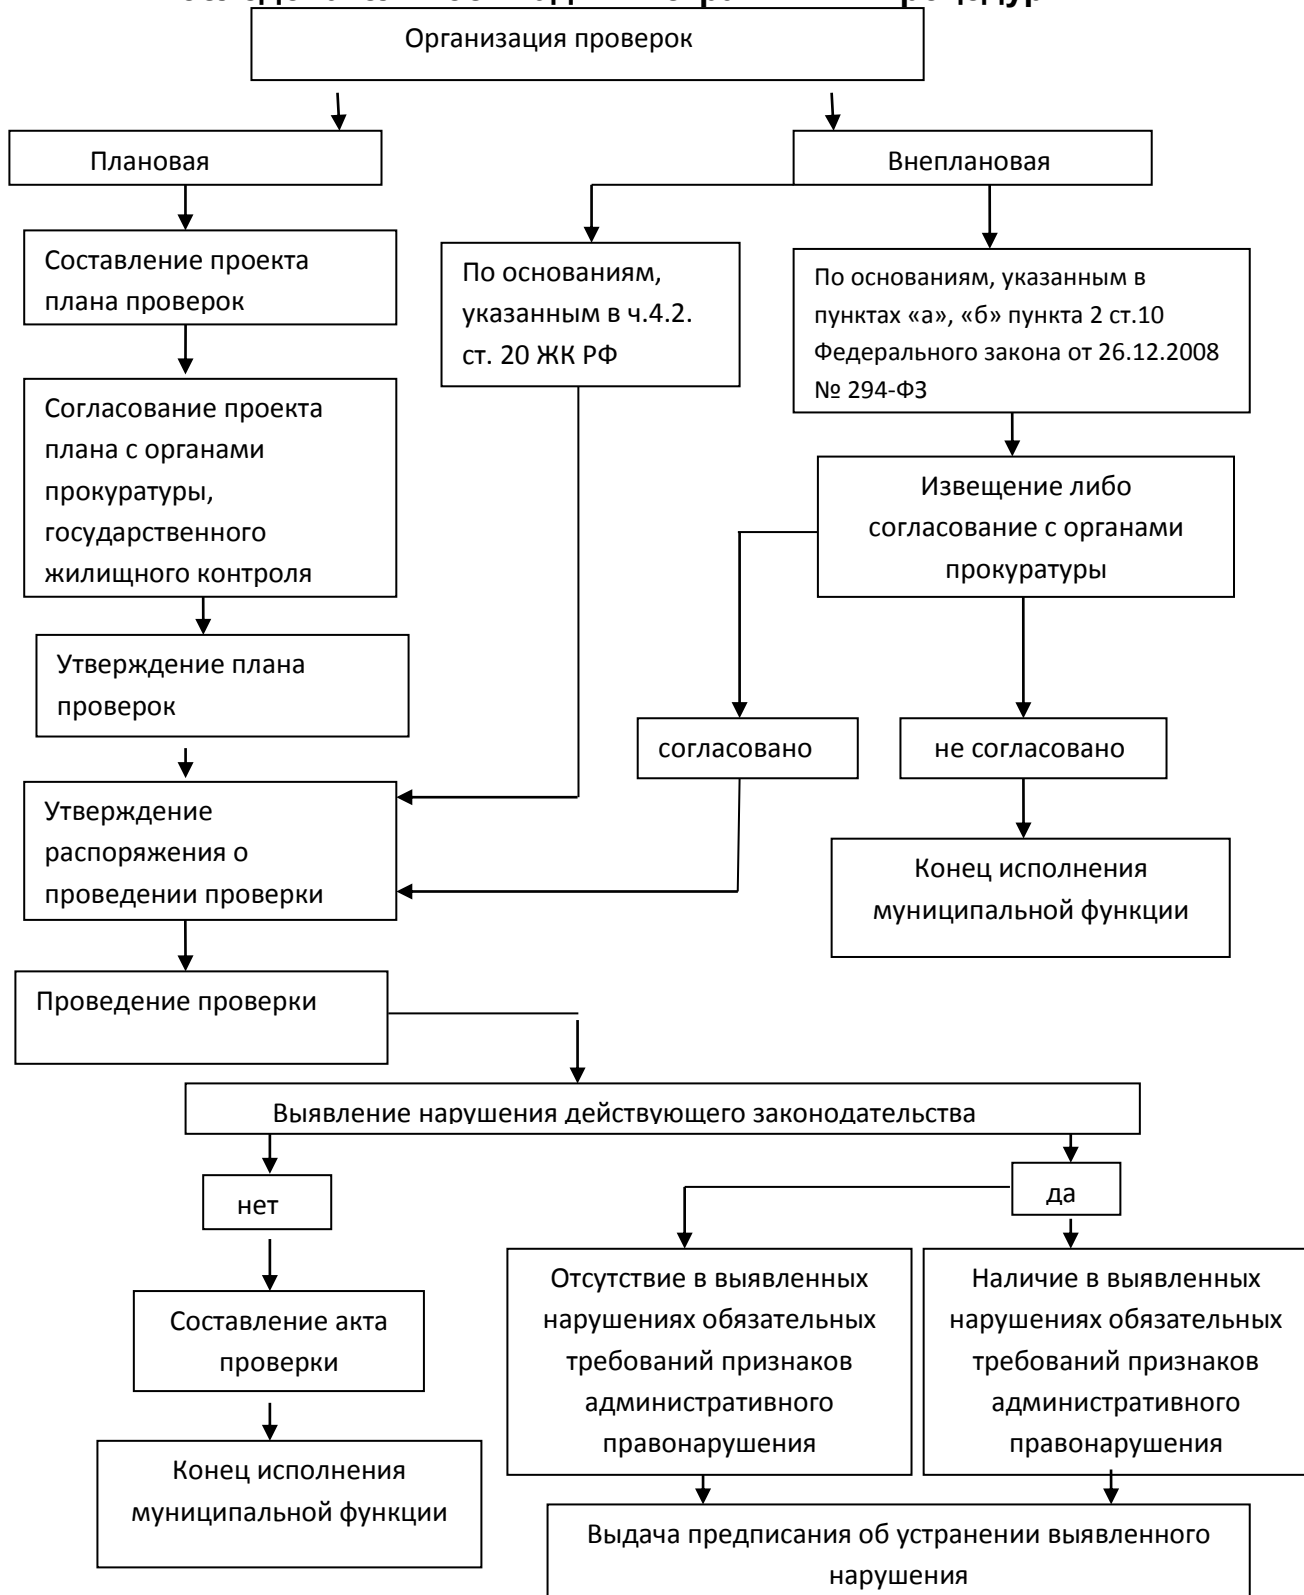 Организация проверок
Плановая
Внеплановая
Составление проекта
плана проверок
По основаниям,
указанным в ч.4.2.
ст. 20 ЖК РФ
По основаниям, указанным в
пунктах «а», «б» пункта 2 ст.10
Федерального закона от 26.12.2008
№ 294-ФЗ
Согласование проекта
плана с органами
прокуратуры,
государственного
жилищного контроля
Извещение либо
согласование с органами
прокуратуры
Утверждение плана
проверок
согласовано
не согласовано
Утверждение
распоряжения о
проведении проверки
Конец исполнения
муниципальной функции
Проведение проверки
Выявление нарушения действующего законодательства
нет
да
Составление акта
проверки
Отсутствие в выявленных
нарушениях обязательных
требований признаков
административного
правонарушения
Наличие в выявленных
нарушениях обязательных
требований признаков
административного
правонарушения
Конец исполнения
муниципальной функции
Выдача предписания об устранении выявленного
нарушения